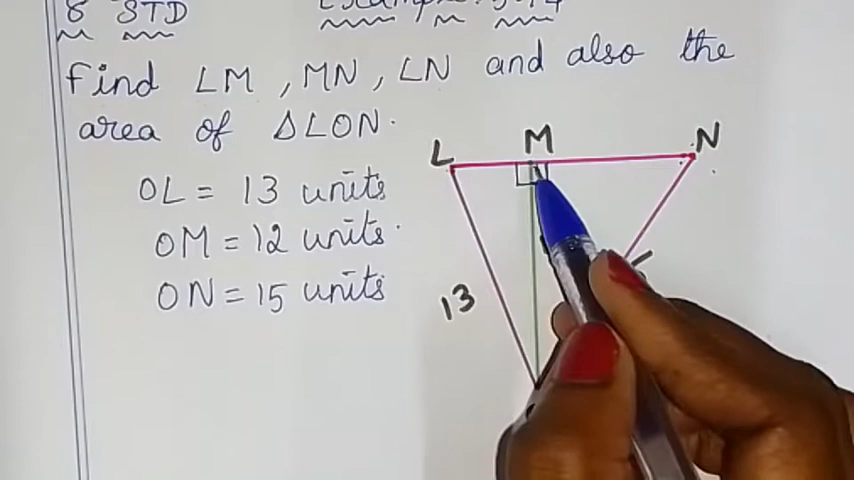 8 STD
Find LM , MN , LN and also the
area of ΔLON.
OL = 13 units
OM = 12 units.
ON = 15 units
L M N
13